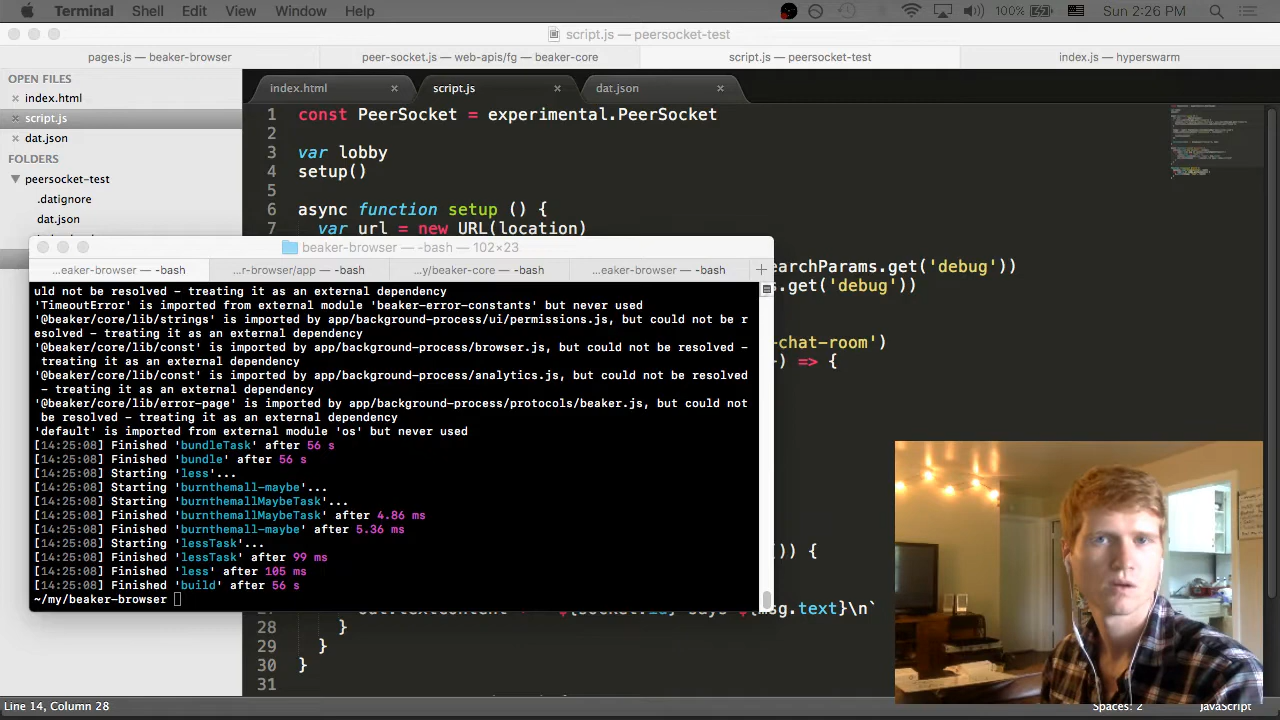 Terminal Shell Edit View Window Help 100% Sun 2:26 PM
script.js — peersocket-test
pages.js — beaker-browser peer-socket.js — web-apis/fg — beaker-core script.js — peersocket-test index.js — hyperswarm
OPEN FILES
index.html
script.js
dat.json
FOLDERS
peersocket-test
.datignore
dat.json
index.html × script.js × dat.json ×
1 const PeerSocket = experimental.PeerSocket
2
3 var lobby
4 setup()
5
6 async function setup () {
7 var url = new URL(location)
earchParams.get('debug'))
s.get('debug'))
-chat-room')
) => {
()) {
says
msg.text}\n`
28 }
29 }
30 }
31
beaker-browser — -bash — 102×23
...eaker-browser — -bash ...r-browser/app — -bash ...y/beaker-core — -bash ...eaker-browser — -bash +
uld not be resolved – treating it as an external dependency
'TimeoutError' is imported from external module 'beaker-error-constants' but never used
'@beaker/core/lib/strings' is imported by app/background-process/ui/permissions.js, but could not be r
esolved – treating it as an external dependency
'@beaker/core/lib/const' is imported by app/background-process/browser.js, but could not be resolved –
treating it as an external dependency
'@beaker/core/lib/const' is imported by app/background-process/analytics.js, but could not be resolved
– treating it as an external dependency
'@beaker/core/lib/error-page' is imported by app/background-process/protocols/beaker.js, but could not
be resolved – treating it as an external dependency
'default' is imported from external module 'os' but never used
[14:25:08] Finished 'bundleTask' after 56 s
[14:25:08] Finished 'bundle' after 56 s
[14:25:08] Starting 'less'...
[14:25:08] Starting 'burnthemall-maybe'...
[14:25:08] Starting 'burnthemallMaybeTask'...
[14:25:08] Finished 'burnthemallMaybeTask' after 4.86 ms
[14:25:08] Finished 'burnthemall-maybe' after 5.36 ms
[14:25:08] Starting 'lessTask'...
[14:25:08] Finished 'lessTask' after 99 ms
[14:25:08] Finished 'less' after 105 ms
[14:25:08] Finished 'build' after 56 s
~/my/beaker-browser
Line 14, Column 28 Spaces: 2 JavaScript